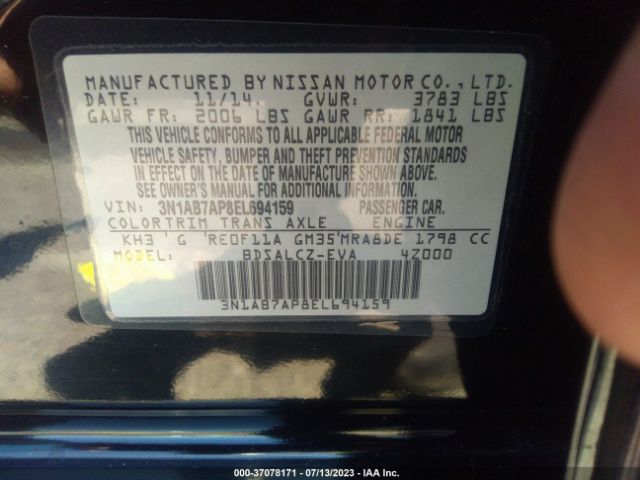 MANUFACTURED BY NISSAN MOTOR CO., LTD.
DATE: 11/14. GVWR: 3783 LBS
GAWR FR: 2006 LBS GAWR RR: 1841 LBS
THIS VEHICLE CONFORMS TO ALL APPLICABLE FEDERAL MOTOR
VEHICLE SAFETY, BUMPER AND THEFT PREVENTION STANDARDS
IN EFFECT ON THE DATE OF MANUFACTURE SHOWN ABOVE.
SEE OWNER'S MANUAL FOR ADDITIONAL INFORMATION.
VIN: 3N1AB7AP8EL694159 PASSENGER CAR.
COLOR TRIM TRANS AXLE ENGINE
KH3 ' G 'RE0F11A GM35'MRA8DE 1798 CC
MODEL: BDSALCZ-EVA 4Z000
3N1AB7AP8EL694159
000-37078171 | 07/13/2023 | IAA Inc.